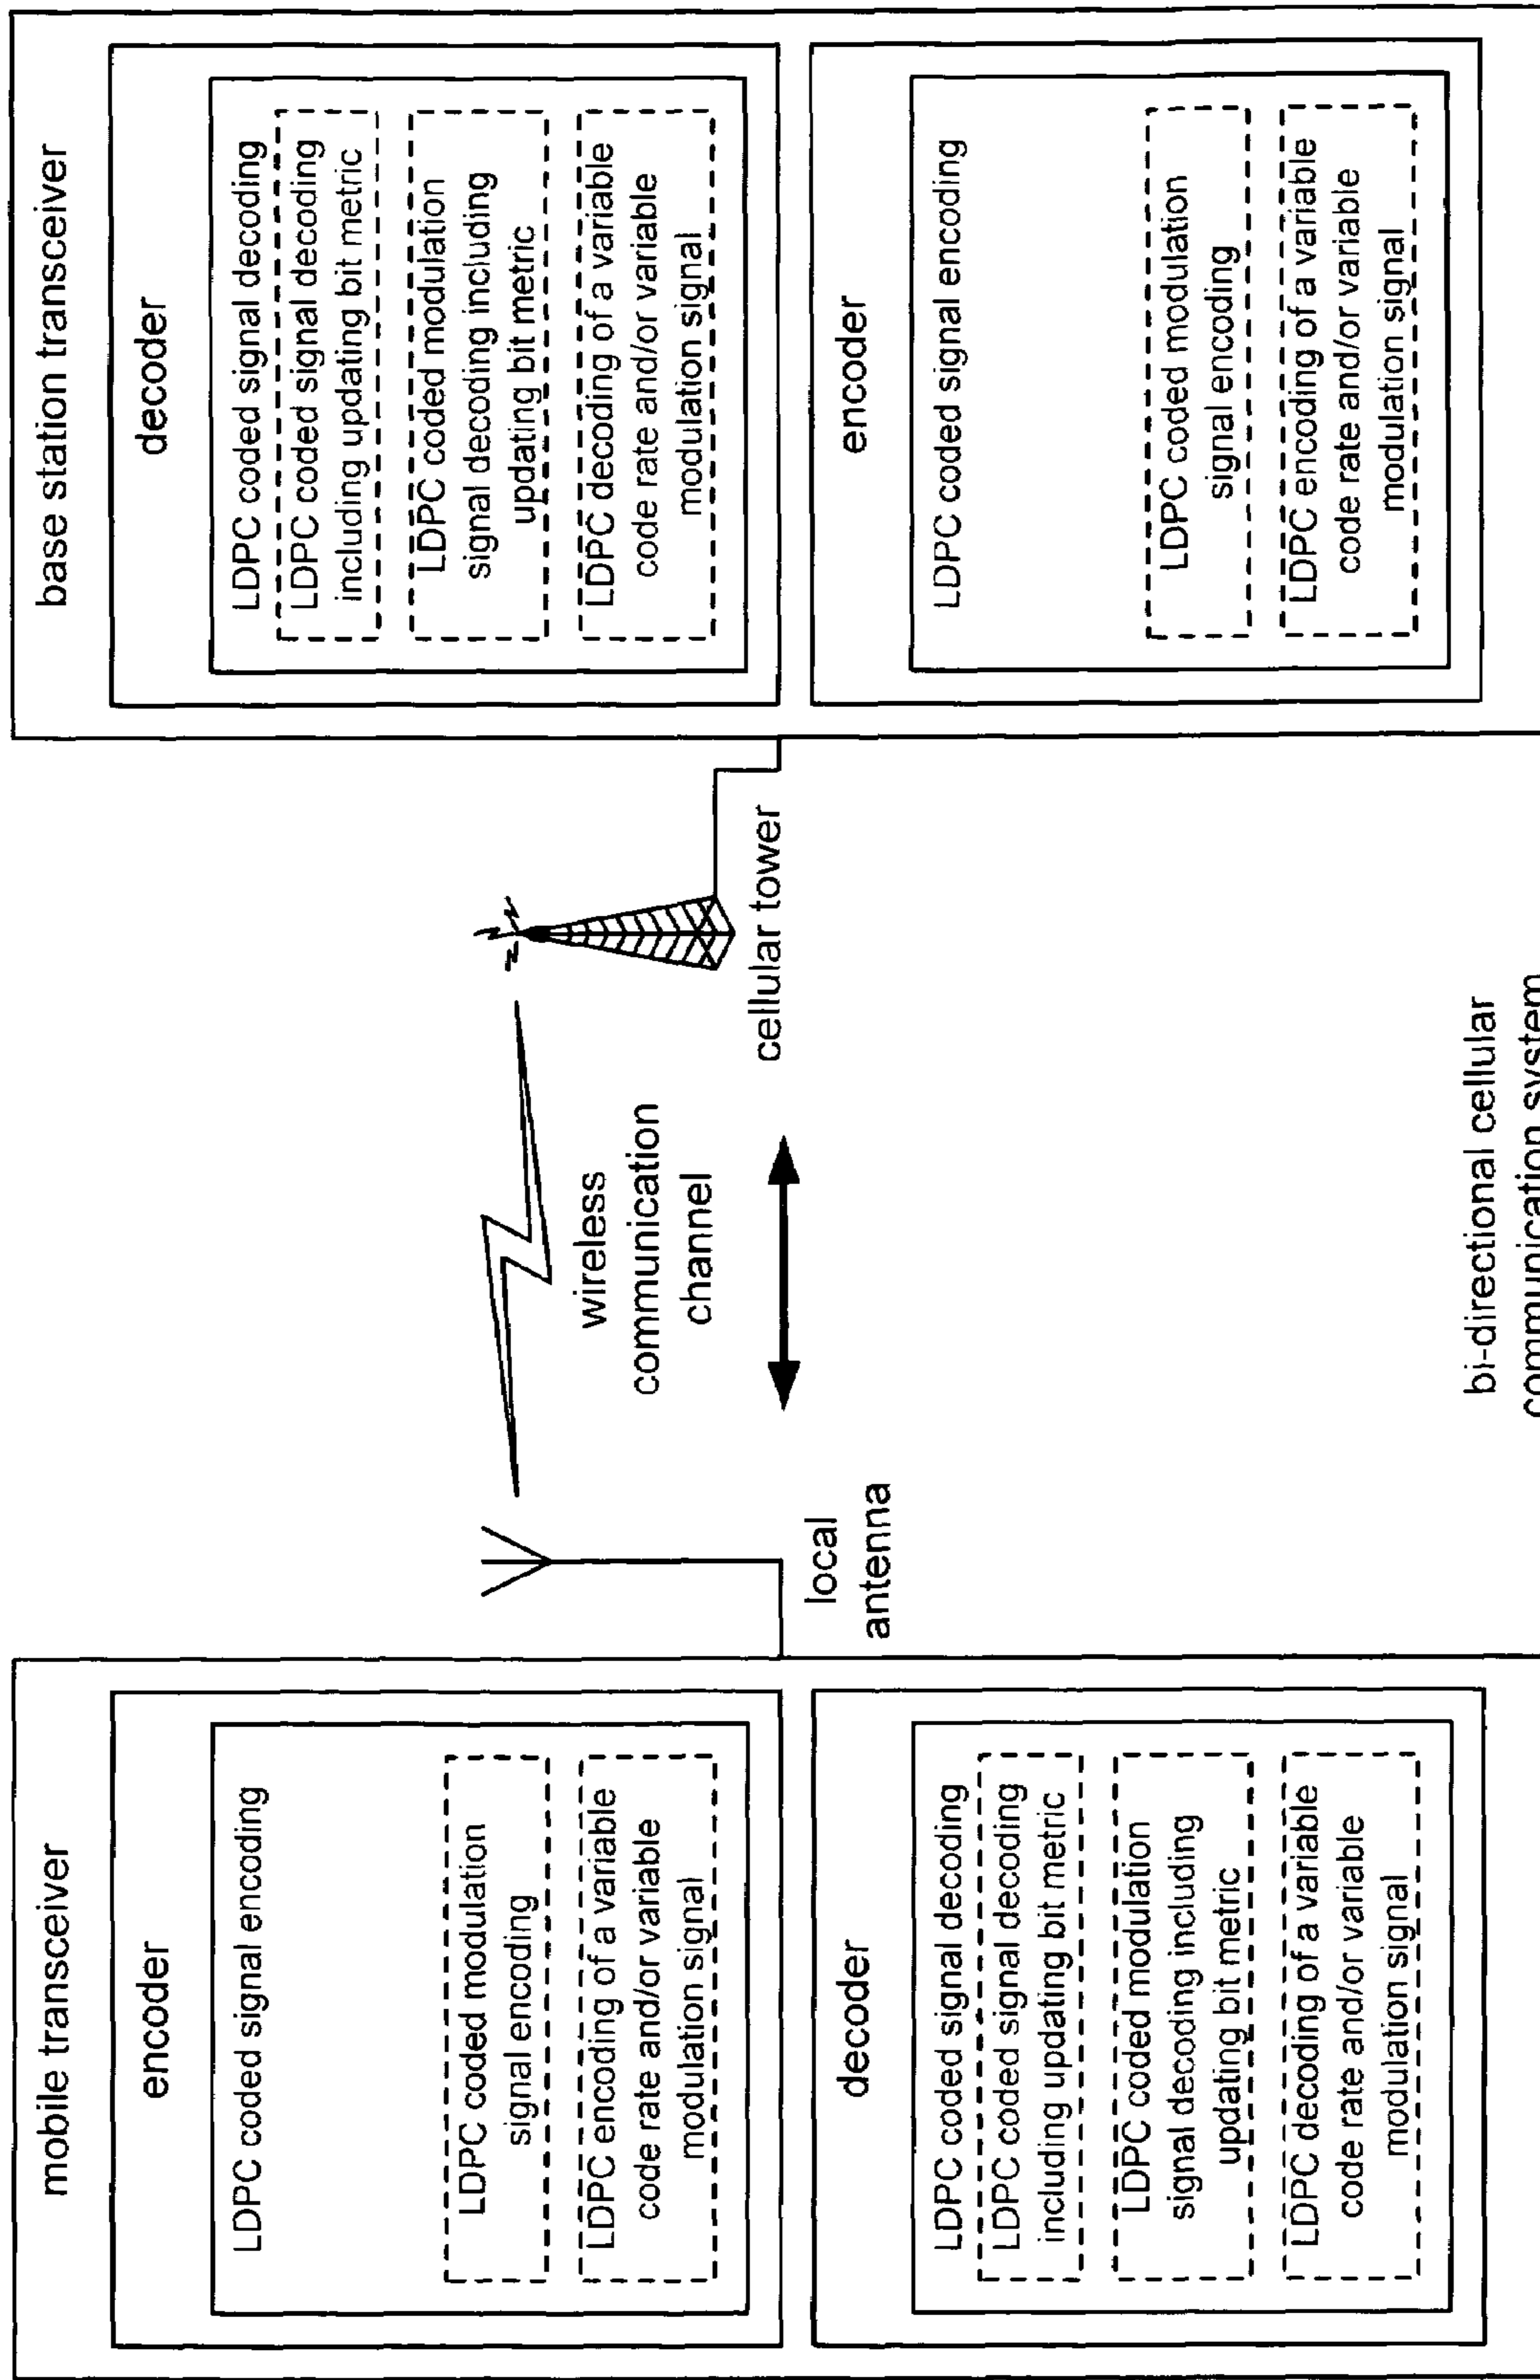 mobile transceiver
encoder
LDPC coded signal encoding
LDPC coded modulation
signal encoding
LDPC encoding of a variable
code rate and/or variable
modulation signal
decoder
LDPC coded signal decoding
LDPC coded signal decoding
including updating bit metric
LDPC coded modulation
signal decoding including
updating bit metric
LDPC decoding of a variable
code rate and/or variable
modulation signal
local
antenna
wireless
communication
channel
cellular tower
bi-directional cellular
communication system
base station transceiver
decoder
LDPC coded signal decoding
LDPC coded signal decoding
including updating bit metric
LDPC coded modulation
signal decoding including
updating bit metric
LDPC decoding of a variable
code rate and/or variable
modulation signal
encoder
LDPC coded signal encoding
LDPC coded modulation
signal encoding
LDPC encoding of a variable
code rate and/or variable
modulation signal